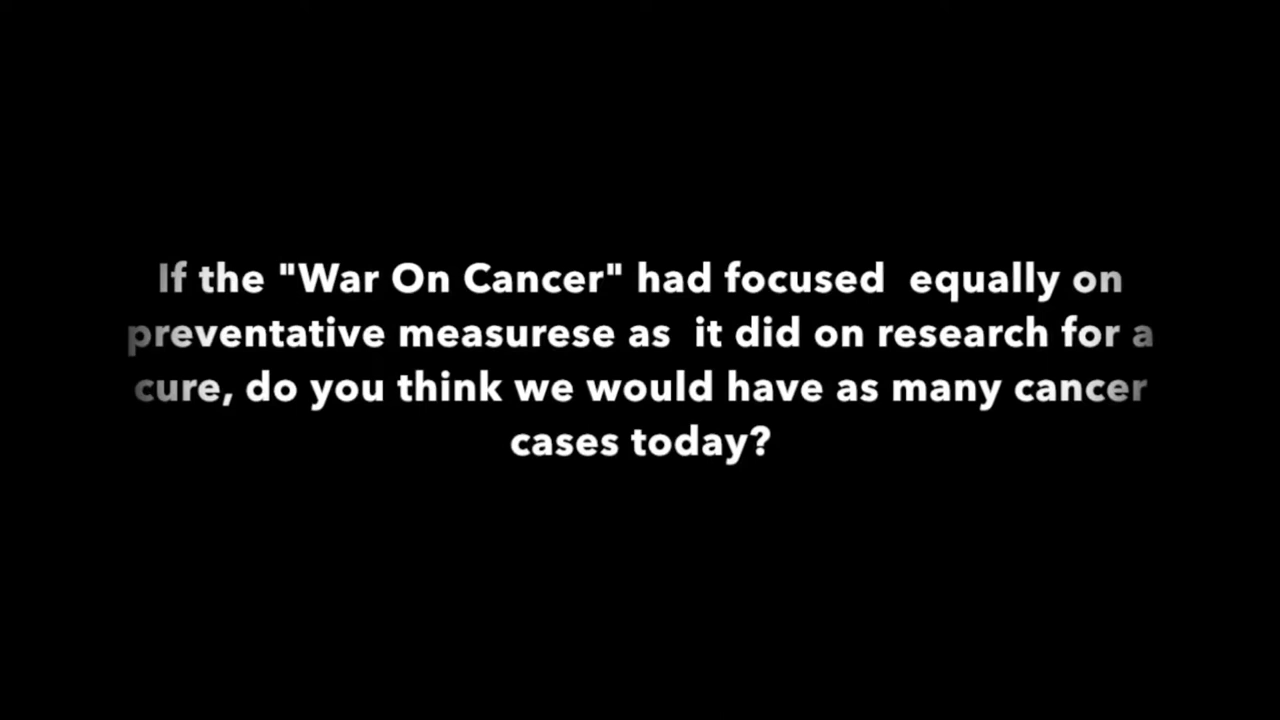 If the "War On Cancer" had focused  equally on
preventative measurese as  it did on research for a
cure, do you think we would have as many cancer
cases today?